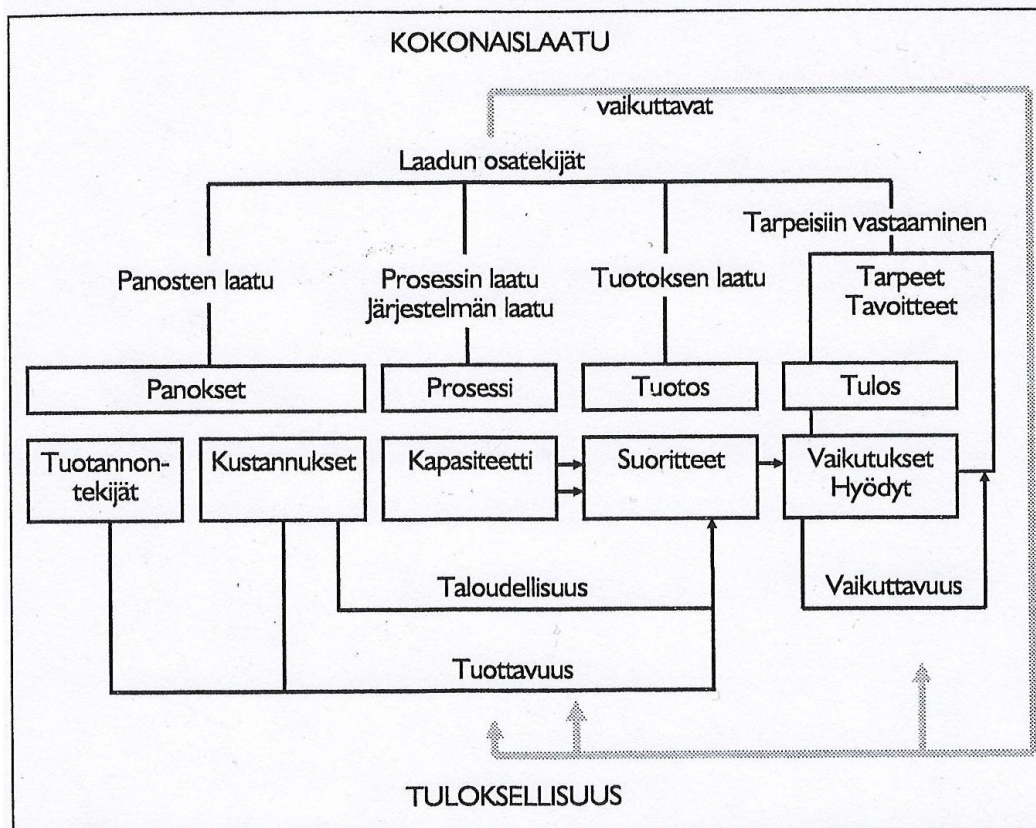 KOKONAISLAATU
vaikuttavat
Laadun osatekijät
Tarpeisiin vastaaminen
Panosten laatu
Prosessin laatu
Järjestelmän laatu
Tuotoksen laatu
Tarpeet
Tavoitteet
Panokset
Prosessi
Tuotos
Tulos
Tuotannon-
tekijät
Kustannukset
Kapasiteetti
Suoritteet
Vaikutukset
Hyödyt
Taloudellisuus
Vaikuttavuus
Tuottavuus
TULOKSELLISUUS